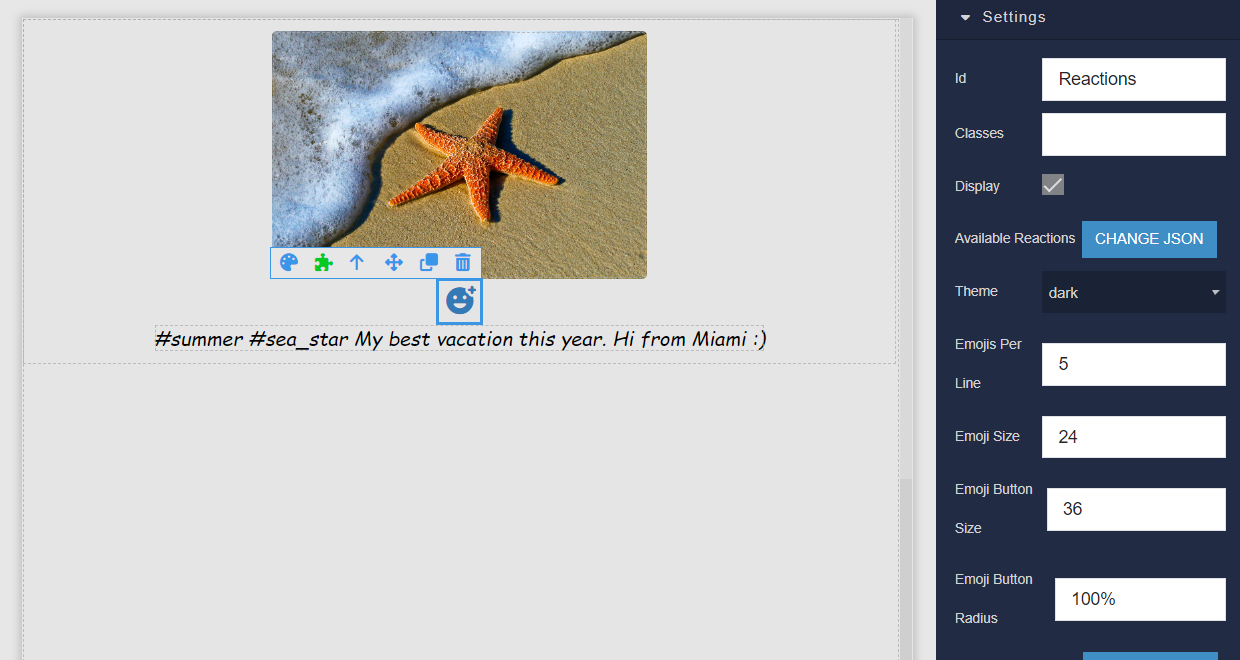 Settings
Id
Reactions
Classes
Display
Available Reactions
CHANGE JSON
Theme
dark
Emojis Per
Line
5
Emoji Size
24
Emoji Button
Size
36
Emoji Button
Radius
100%
#summer #sea_star My best vacation this year. Hi from Miami :)